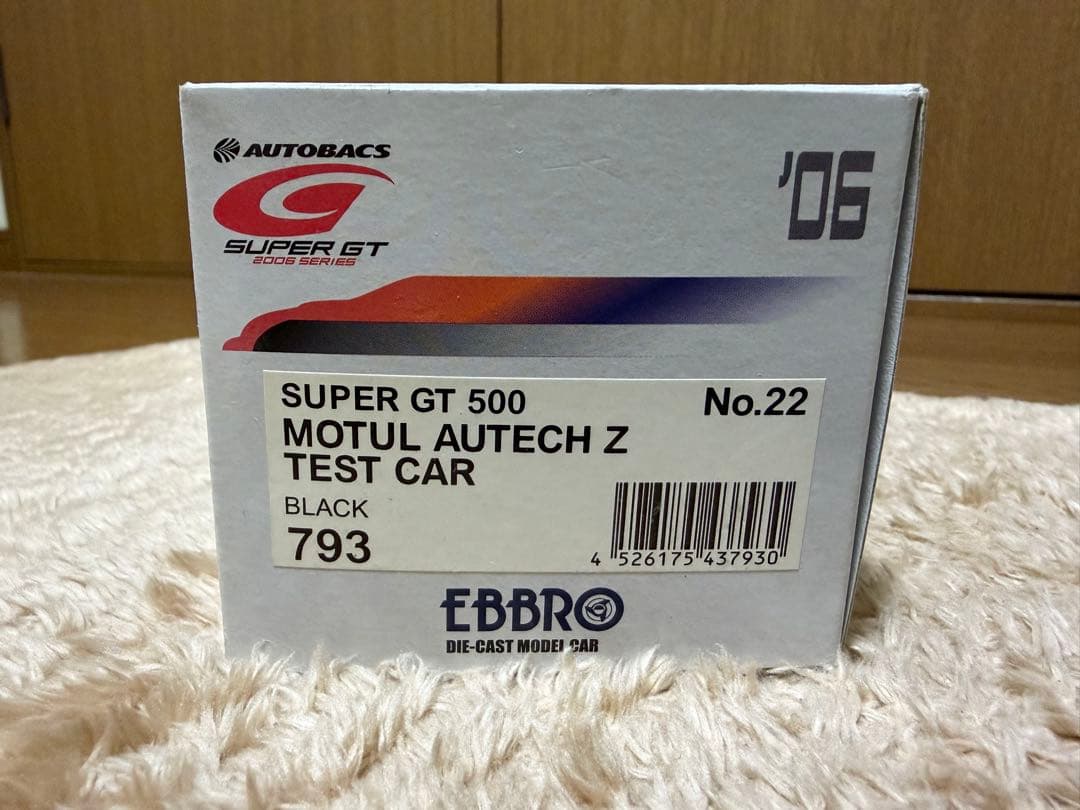 AUTOBACS
'06
SUPER GT
2006 SERIES
SUPER GT 500 No.22
MOTUL AUTECH Z
TEST CAR
BLACK
793
4 526175 437930
EBBRO
DIE-CAST MODEL CAR